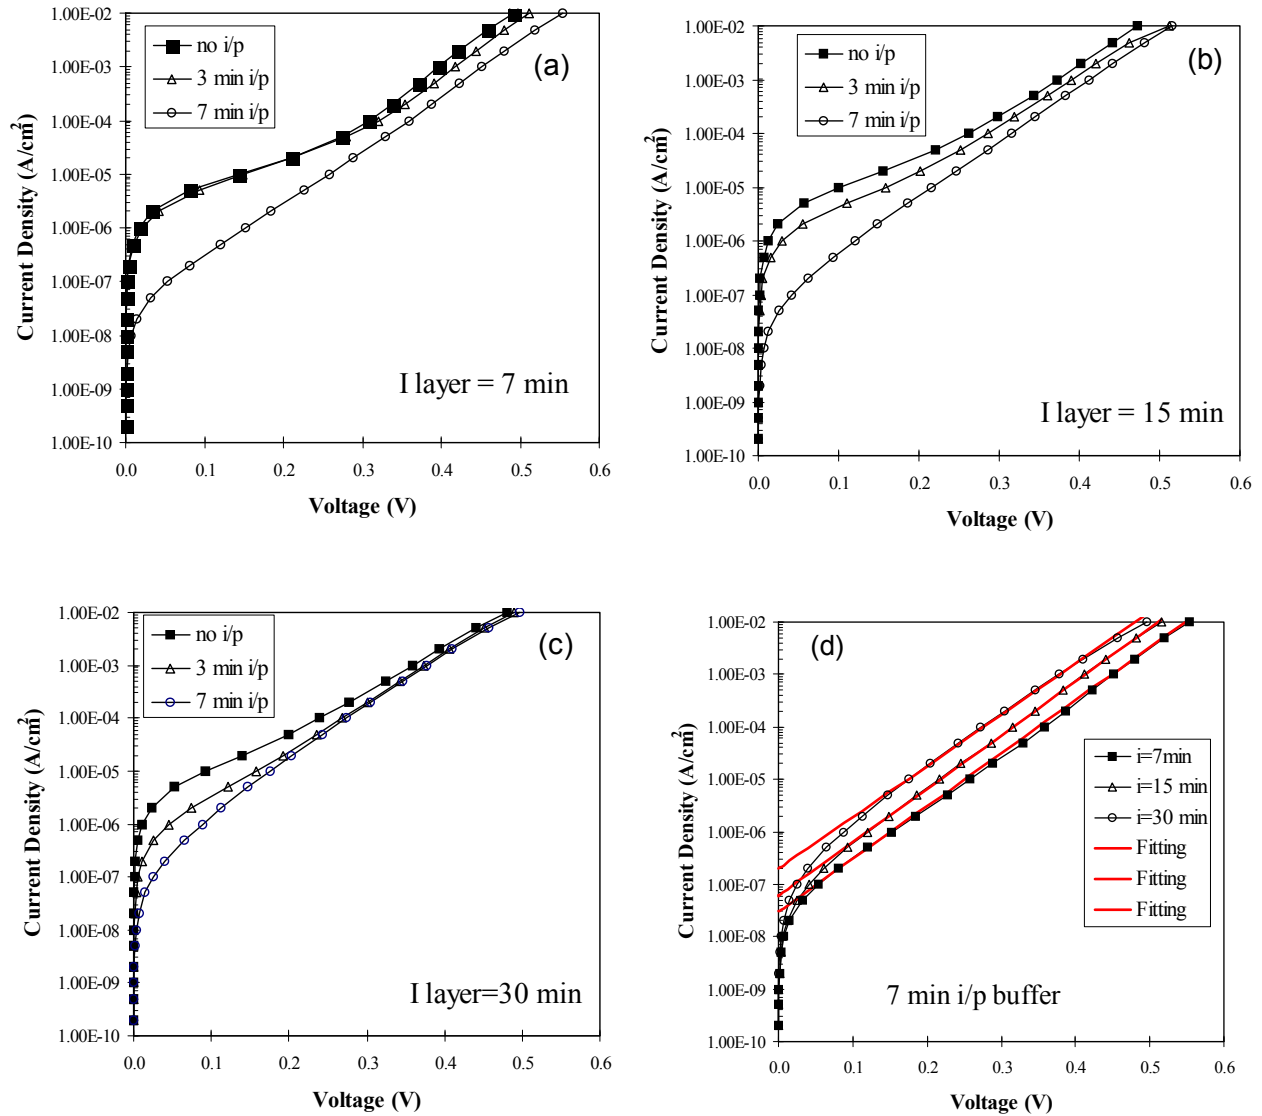 1.00E-02
1.00E-03
1.00E-04
1.00E-05
1.00E-06
1.00E-07
1.00E-08
1.00E-09
1.00E-10
Current Density (A/cm²)
no i/p
3 min i/p
7 min i/p
(a)
I layer = 7 min
0.0 0.1 0.2 0.3 0.4 0.5 0.6
Voltage (V)
1.00E-02
1.00E-03
1.00E-04
1.00E-05
1.00E-06
1.00E-07
1.00E-08
1.00E-09
1.00E-10
Current Density (A/cm²)
no i/p
3 min i/p
7 min i/p
(b)
I layer = 15 min
0.0 0.1 0.2 0.3 0.4 0.5 0.6
Voltage (V)
1.00E-02
1.00E-03
1.00E-04
1.00E-05
1.00E-06
1.00E-07
1.00E-08
1.00E-09
1.00E-10
Current Density (A/cm²)
no i/p
3 min i/p
7 min i/p
(c)
I layer=30 min
0.0 0.1 0.2 0.3 0.4 0.5 0.6
Voltage (V)
1.00E-02
1.00E-03
1.00E-04
1.00E-05
1.00E-06
1.00E-07
1.00E-08
1.00E-09
1.00E-10
Current Density (A/cm²)
(d)
i=7min
i=15 min
i=30 min
Fitting
Fitting
Fitting
7 min i/p buffer
0.0 0.1 0.2 0.3 0.4 0.5 0.6
Voltage (V)